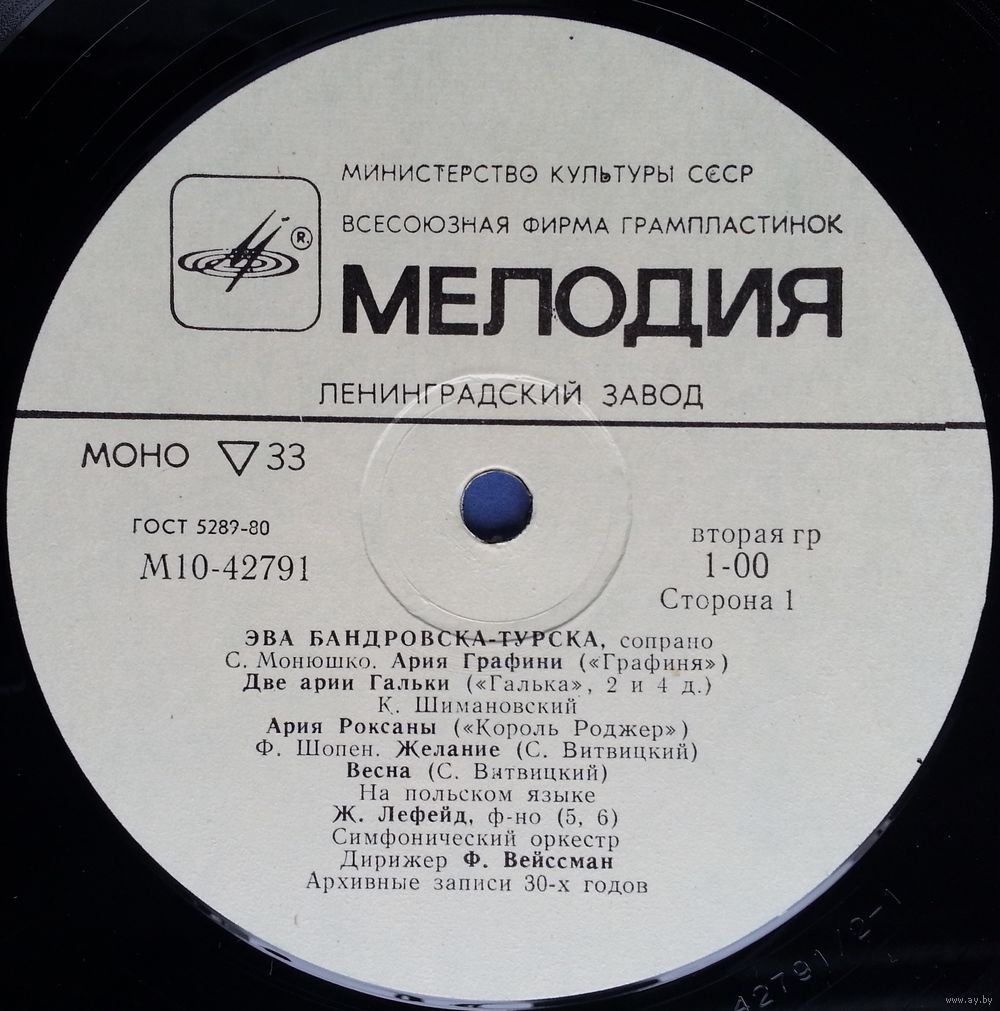 МИНИСТЕРСТВО КУЛЬТУРЫ СССР
ВСЕСОЮЗНАЯ ФИРМА ГРАМПЛАСТИНОК
R.
МЕЛОДИЯ
ЛЕНИНГРАДСКИЙ ЗАВОД
МОНО ▽ 33
ГОСТ 5289-80
М10-42791
вторая гр
1-00
Сторона 1
ЭВА БАНДРОВСКА-ТУРСКА, сопрано
С. Монюшко. Ария Графини («Графиня»)
Две арии Гальки («Галька», 2 и 4 д.)
К. Шимановский
Ария Роксаны («Король Роджер»)
Ф. Шопен. Желание (С. Витвицкий)
Весна (С. Витвицкий)
На польском языке
Ж. Лефейд, ф-но (5, 6)
Симфонический оркестр
Дирижер Ф. Вейссман
Архивные записи 30-х годов
42791/2-1
www.ay.by